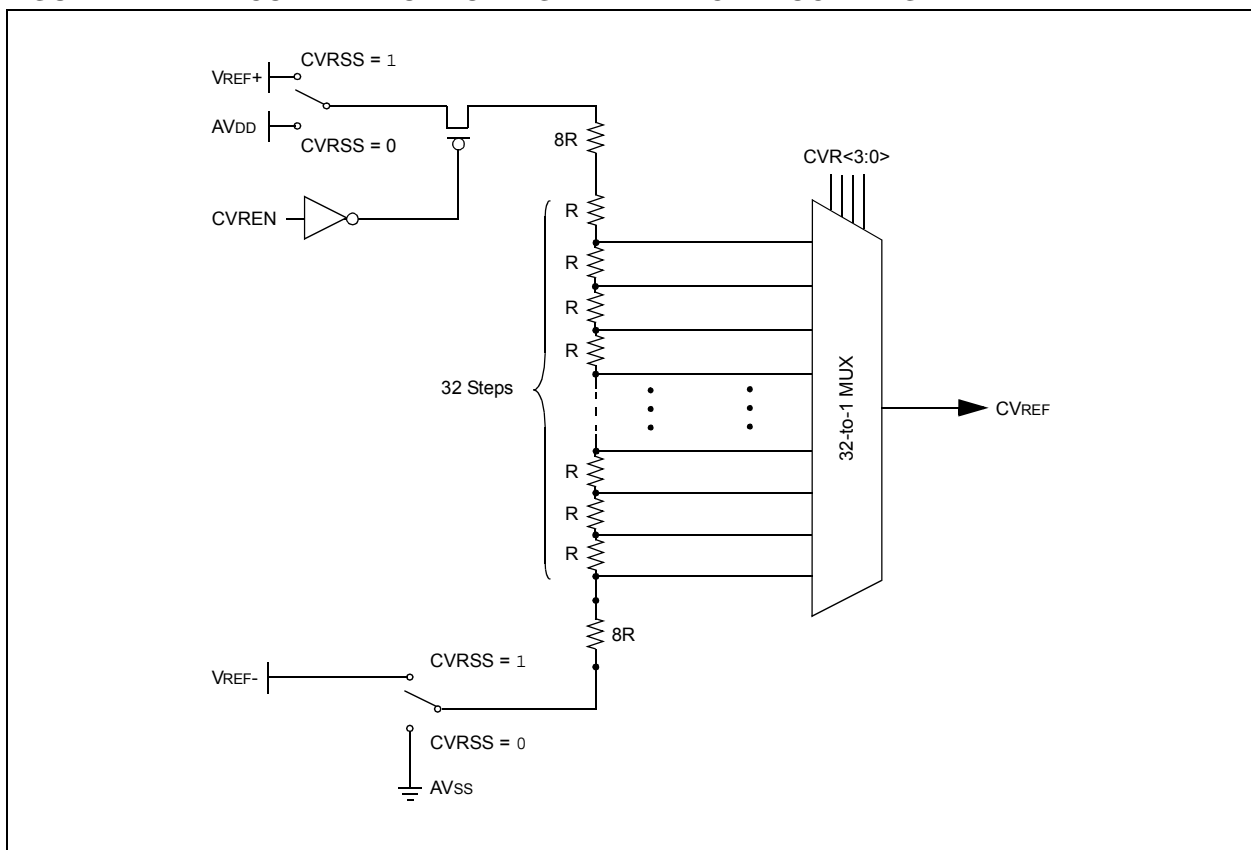 CVRSS = 1
VREF+
AVDD
CVRSS = 0
8R
CVR<3:0>
CVREN
R
R
R
R
32 Steps
32-to-1 MUX
CVREF
R
R
R
8R
CVRSS = 1
VREF-
CVRSS = 0
AVSS